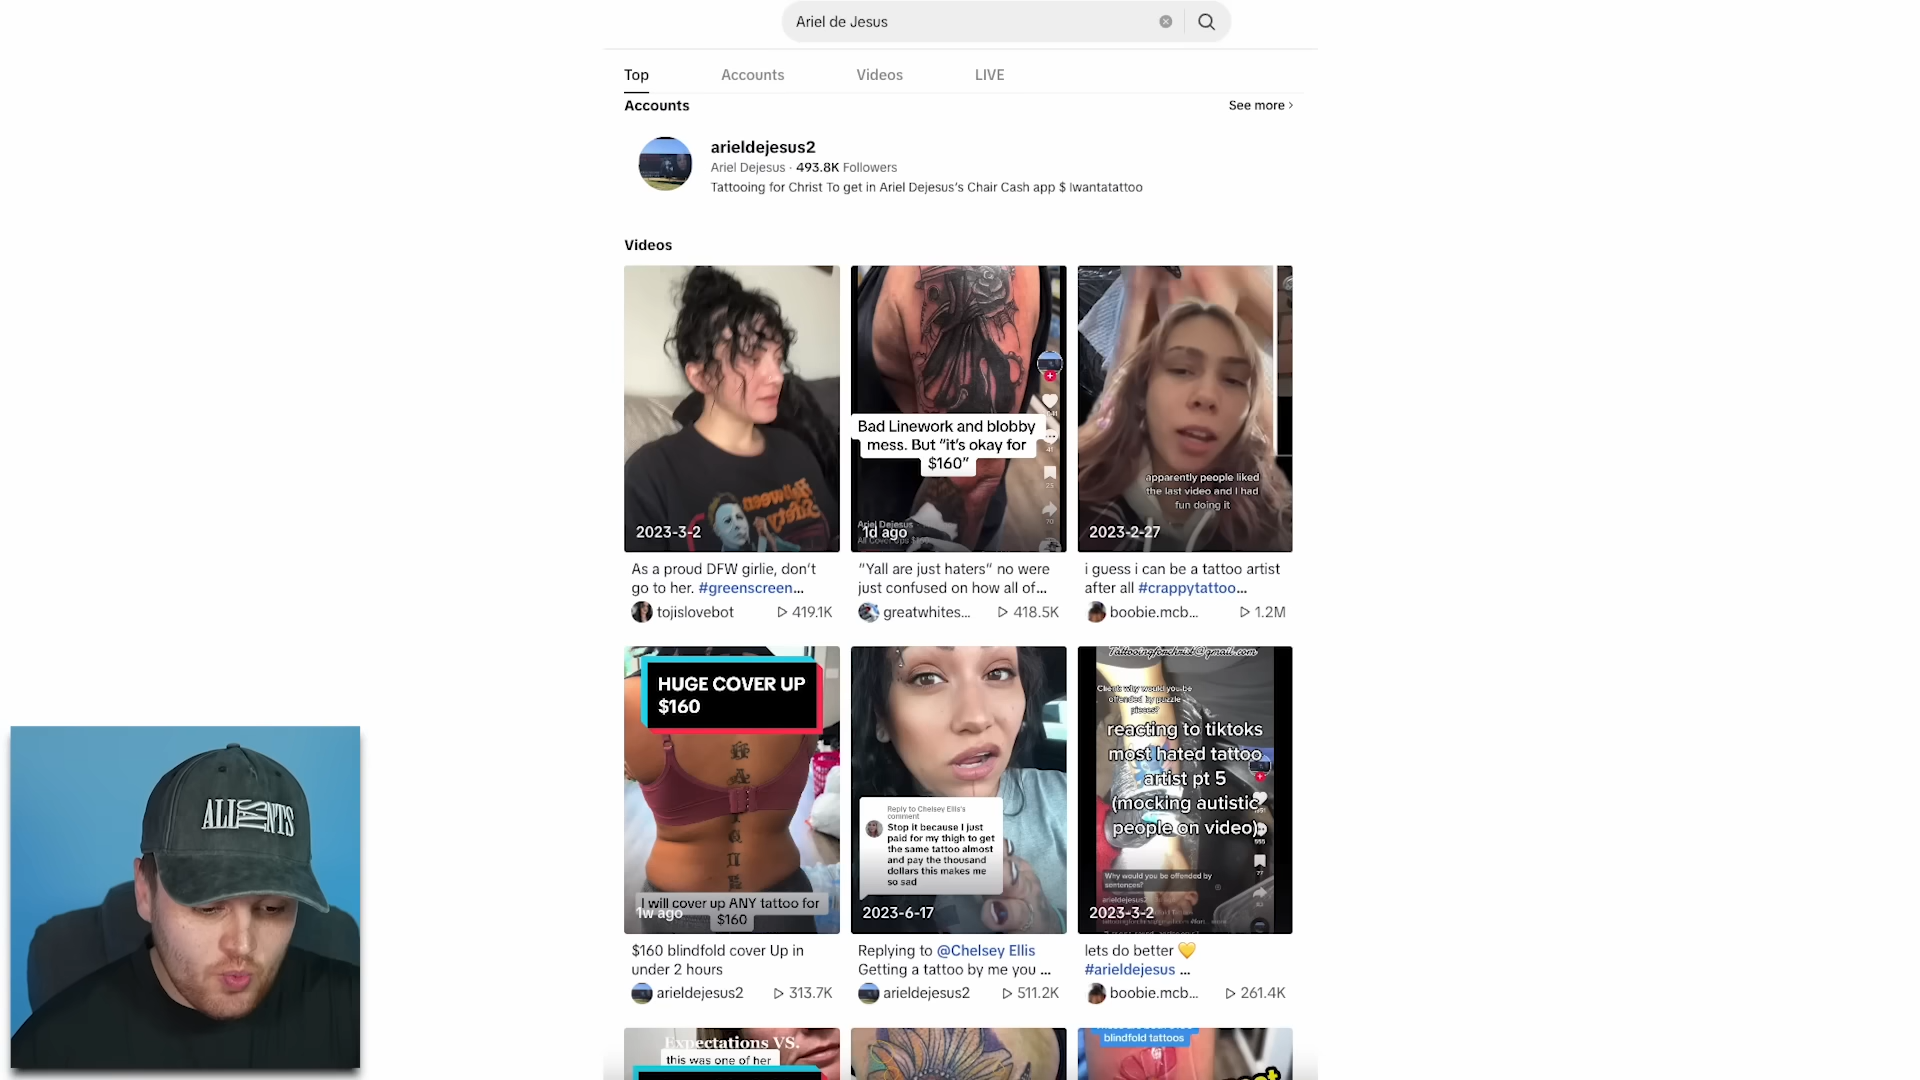 Ariel de Jesus
Top
Accounts
Videos
LIVE
Accounts
See more ›
arieldejesus2
Ariel Dejesus · 493.8K Followers
Tattooing for Christ To get in Ariel Dejesus's Chair Cash app $ Iwantatattoo
Videos
2023-3-2
Bad Linework and blobby
mess. But "it's okay for
$160"
Ariel Dejesus
1d ago
apparently people liked
the last video and I had
fun doing it
2023-2-27
As a proud DFW girlie, don't
go to her. #greenscreen...
tojislovebot
419.1K
"Yall are just haters" no were
just confused on how all of...
greatwhites...
418.5K
i guess i can be a tattoo artist
after all #crappytattoo...
boobie.mcb...
1.2M
HUGE COVER UP
$160
I will cover up ANY tattoo for
$160
1w ago
Reply to Chelsey Ellis's
comment
Stop it because I just
paid for my thigh to get
the same tattoo almost
and pay the thousand
dollars this makes me
so sad
2023-6-17
Tattooingforchrist@gmail.com
Client: why would you be
offended by puzzle
pieces?
reacting to tiktoks
most hated tattoo
artist pt 5
(mocking autistic
people on video)
Why would you be offended by
sentences?
arieldejesus2
2023-3-2
$160 blindfold cover Up in
under 2 hours
arieldejesus2
313.7K
Replying to @Chelsey Ellis
Getting a tattoo by me you ...
arieldejesus2
511.2K
lets do better 💛
#arieldejesus ...
boobie.mcb...
261.4K
Expectations VS.
this was one of her
blindfold tattoos
ALLSAINTS